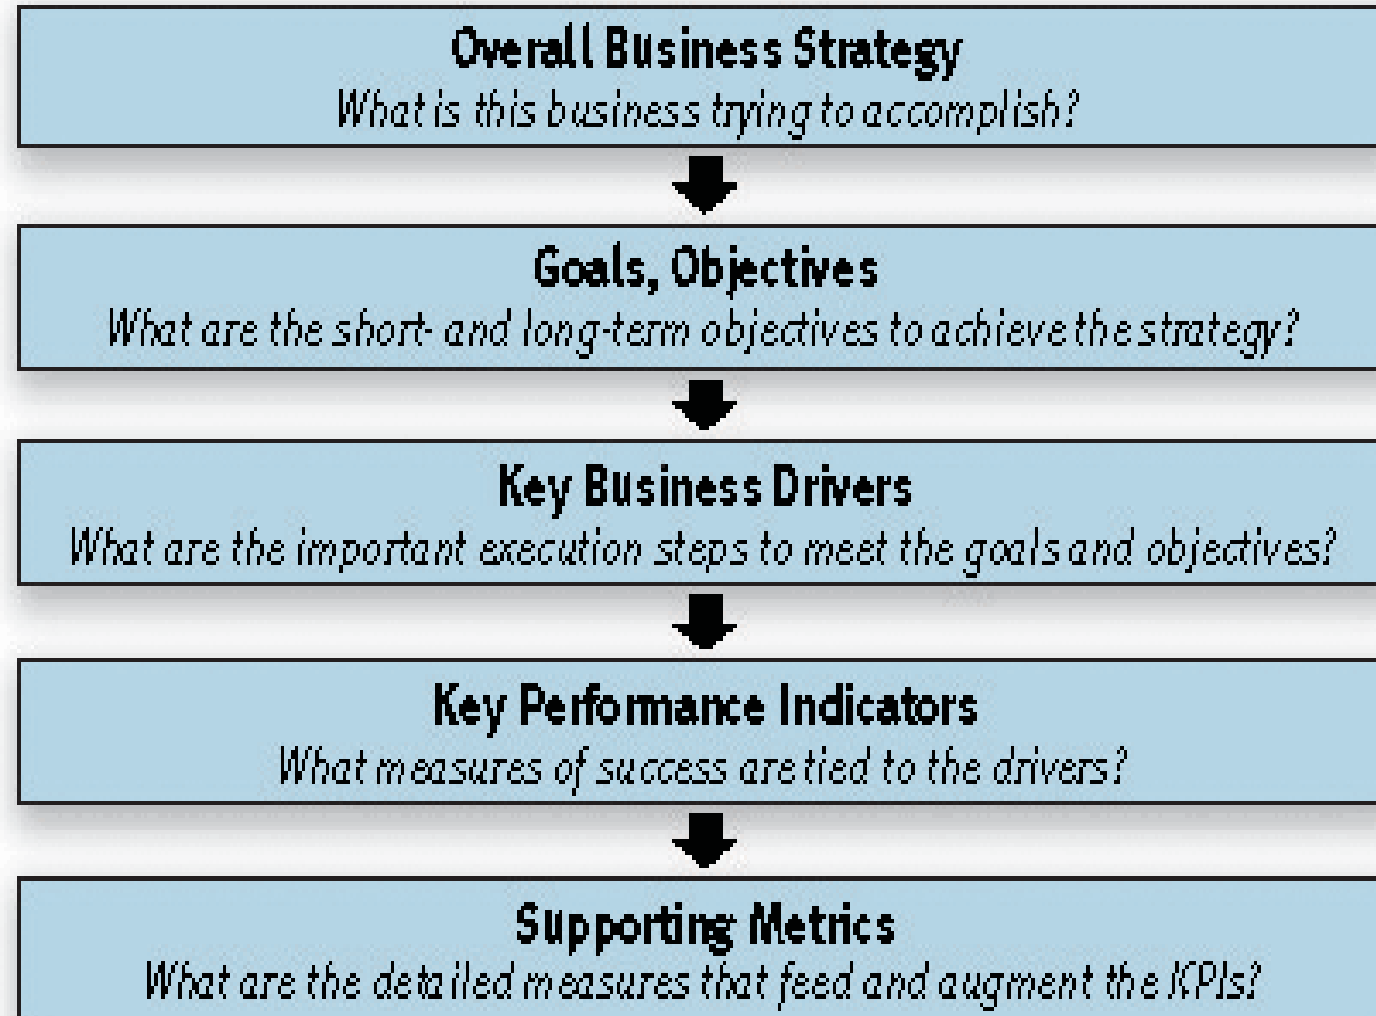 Overall Business Strategy
What is this business trying to accomplish?
Goals, Objectives
What are the short- and long-term objectives to achieve the strategy?
Key Business Drivers
What are the important execution steps to meet the goals and objectives?
Key Performance Indicators
What measures of success are tied to the drivers?
Supporting Metrics
What are the detailed measures that feed and augment the KPIs?